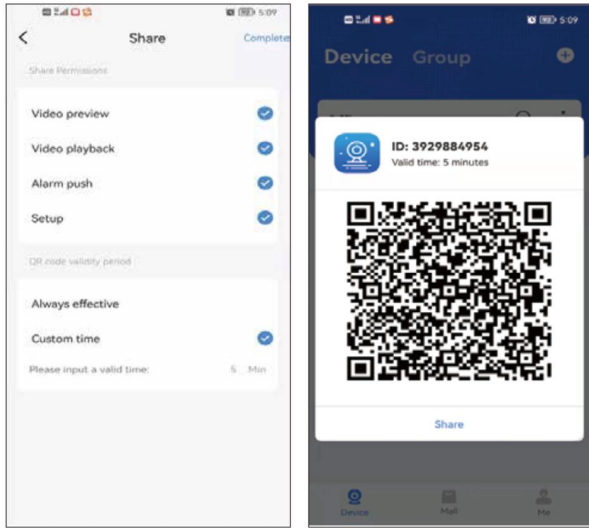 5:09
Share
Complete
Share Permissions
Video preview
Video playback
Alarm push
Setup
QR code validity period
Always effective
Custom time
Please input a valid time:
5 Min
5:09
Device Group
ID: 3929884954
Valid time: 5 minutes
Share
Device Mall Me